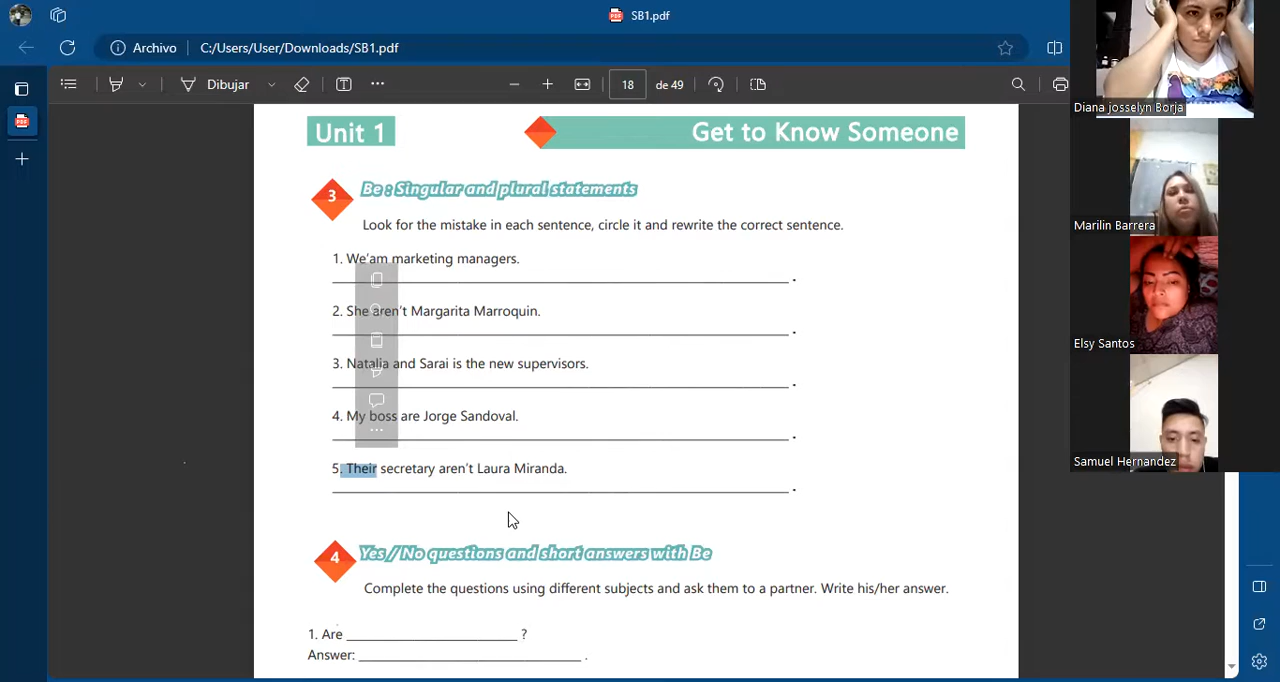 SB1.pdf
Archivo C:/Users/User/Downloads/SB1.pdf
Dibujar 18 de 49
Unit 1 Get to Know Someone
3 Be : Singular and plural statements
Look for the mistake in each sentence, circle it and rewrite the correct sentence.
1. We'am marketing managers.
.
2. She aren't Margarita Marroquin.
.
3. Natalia and Sarai is the new supervisors.
.
4. My boss are Jorge Sandoval.
.
5. Their secretary aren't Laura Miranda.
.
4 Yes / No questions and short answers with Be
Complete the questions using different subjects and ask them to a partner. Write his/her answer.
1. Are ______________________ ?
Answer: ____________________________ .
Diana josselyn Borja
Marilin Barrera
Elsy Santos
Samuel Hernandez